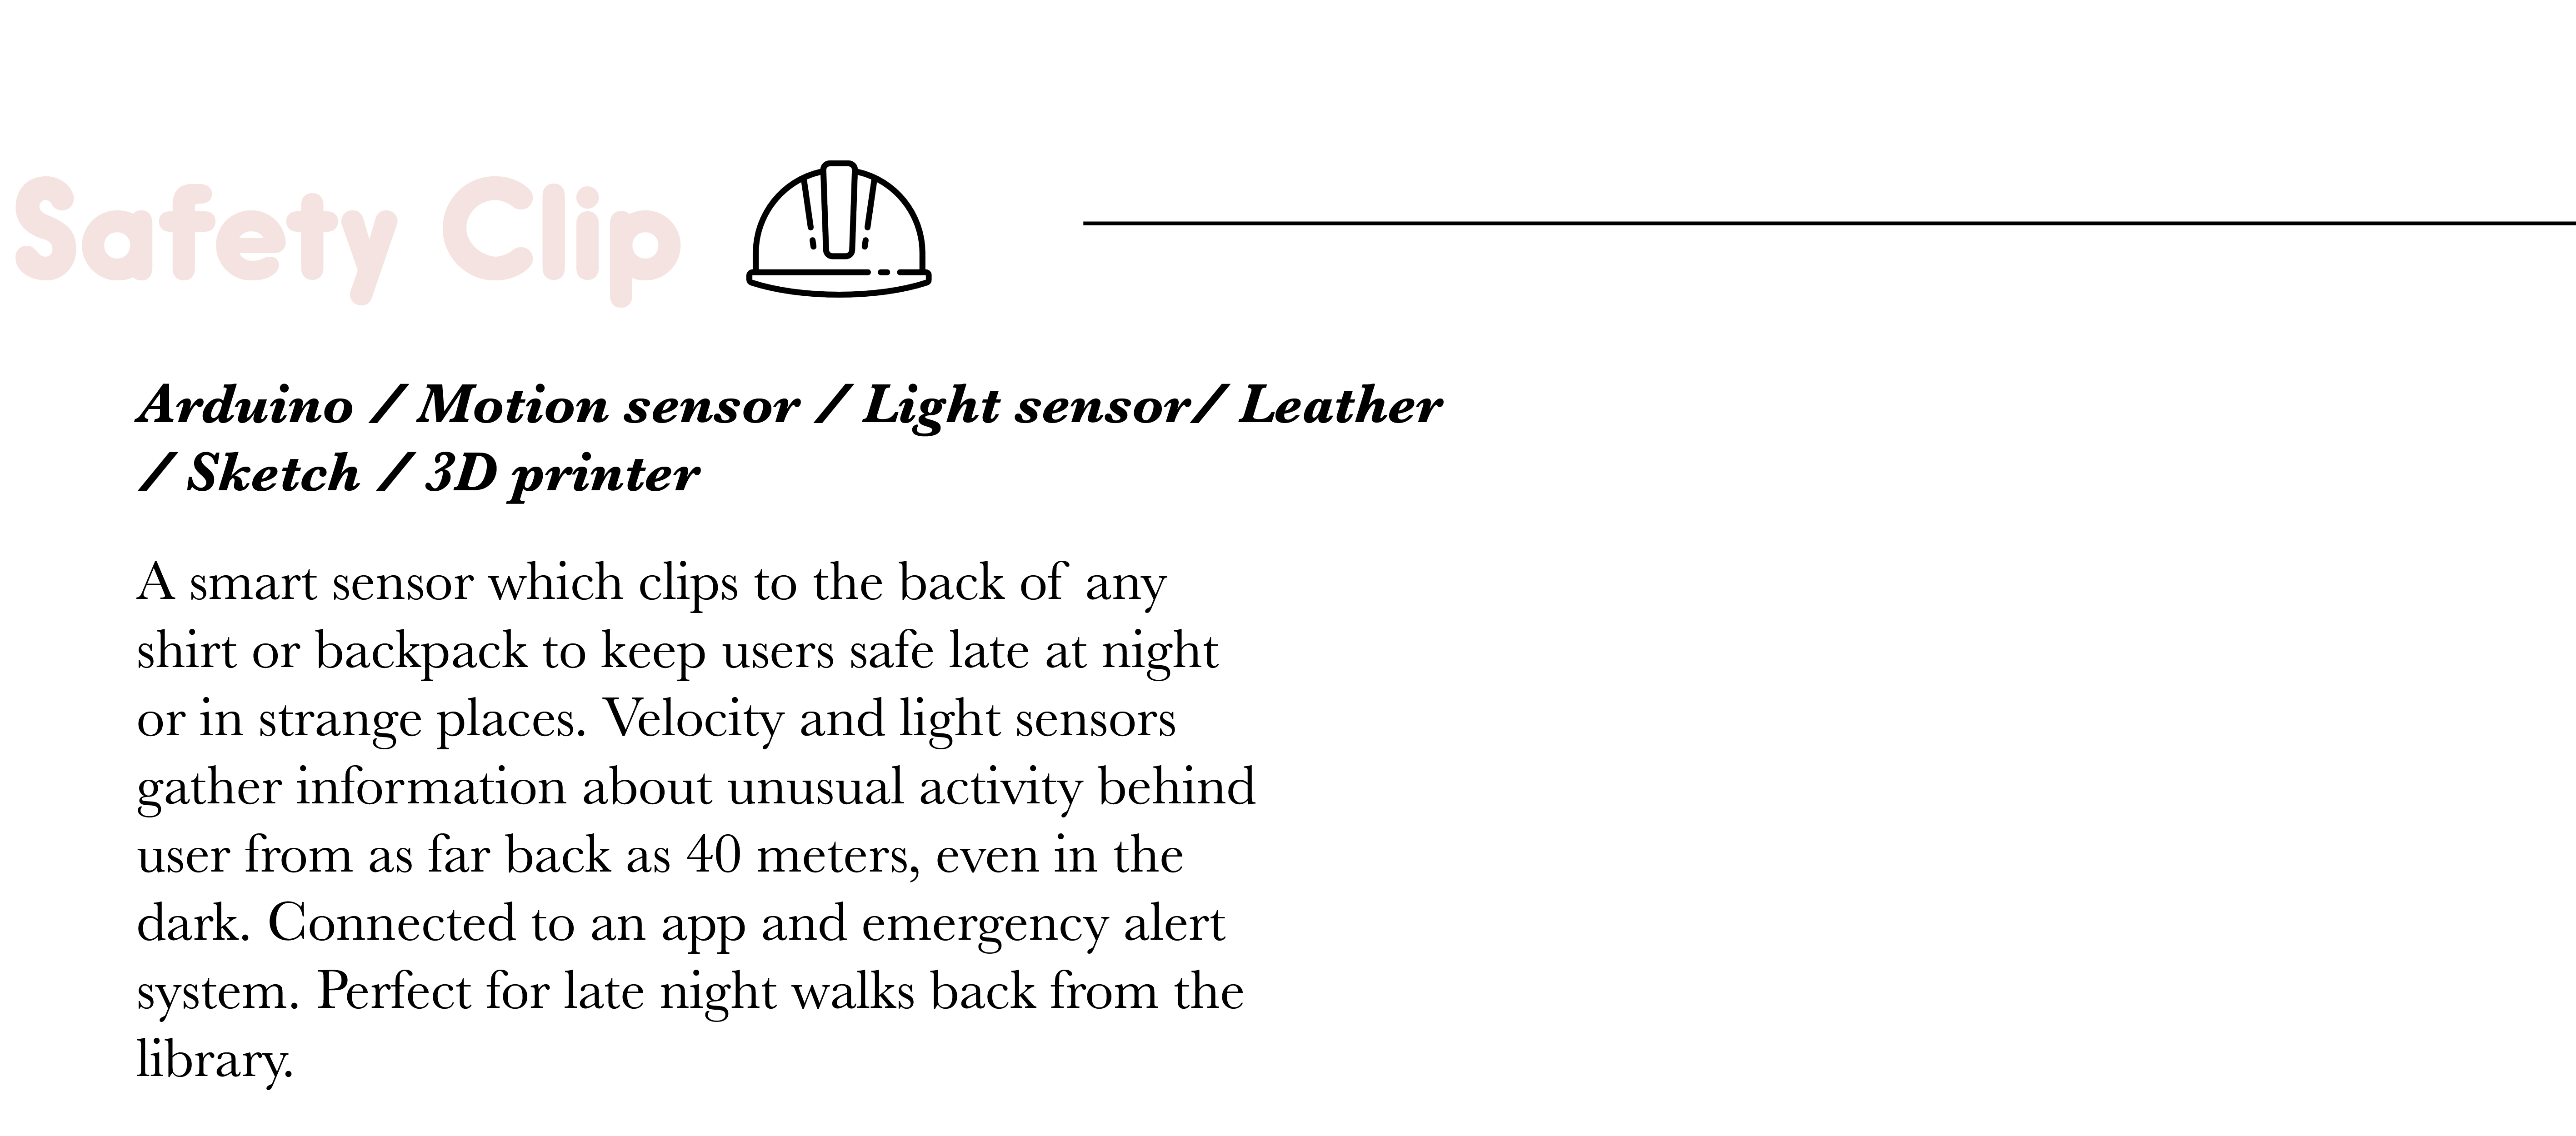 Safety Clip
Arduino / Motion sensor / Light sensor/ Leather
/ Sketch / 3D printer
A smart sensor which clips to the back of any
shirt or backpack to keep users safe late at night
or in strange places. Velocity and light sensors
gather information about unusual activity behind
user from as far back as 40 meters, even in the
dark. Connected to an app and emergency alert
system. Perfect for late night walks back from the
library.